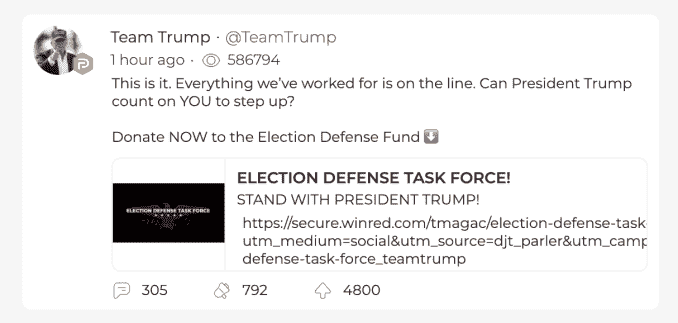 Team Trump · @TeamTrump
1 hour ago · 586794
This is it. Everything we've worked for is on the line. Can President Trump
count on YOU to step up?
Donate NOW to the Election Defense Fund
ELECTION DEFENSE TASK FORCE
ELECTION DEFENSE TASK FORCE!
STAND WITH PRESIDENT TRUMP!
https://secure.winred.com/tmagac/election-defense-task-
utm_medium=social&utm_source=djt_parler&utm_camp
defense-task-force_teamtrump
305 792 4800